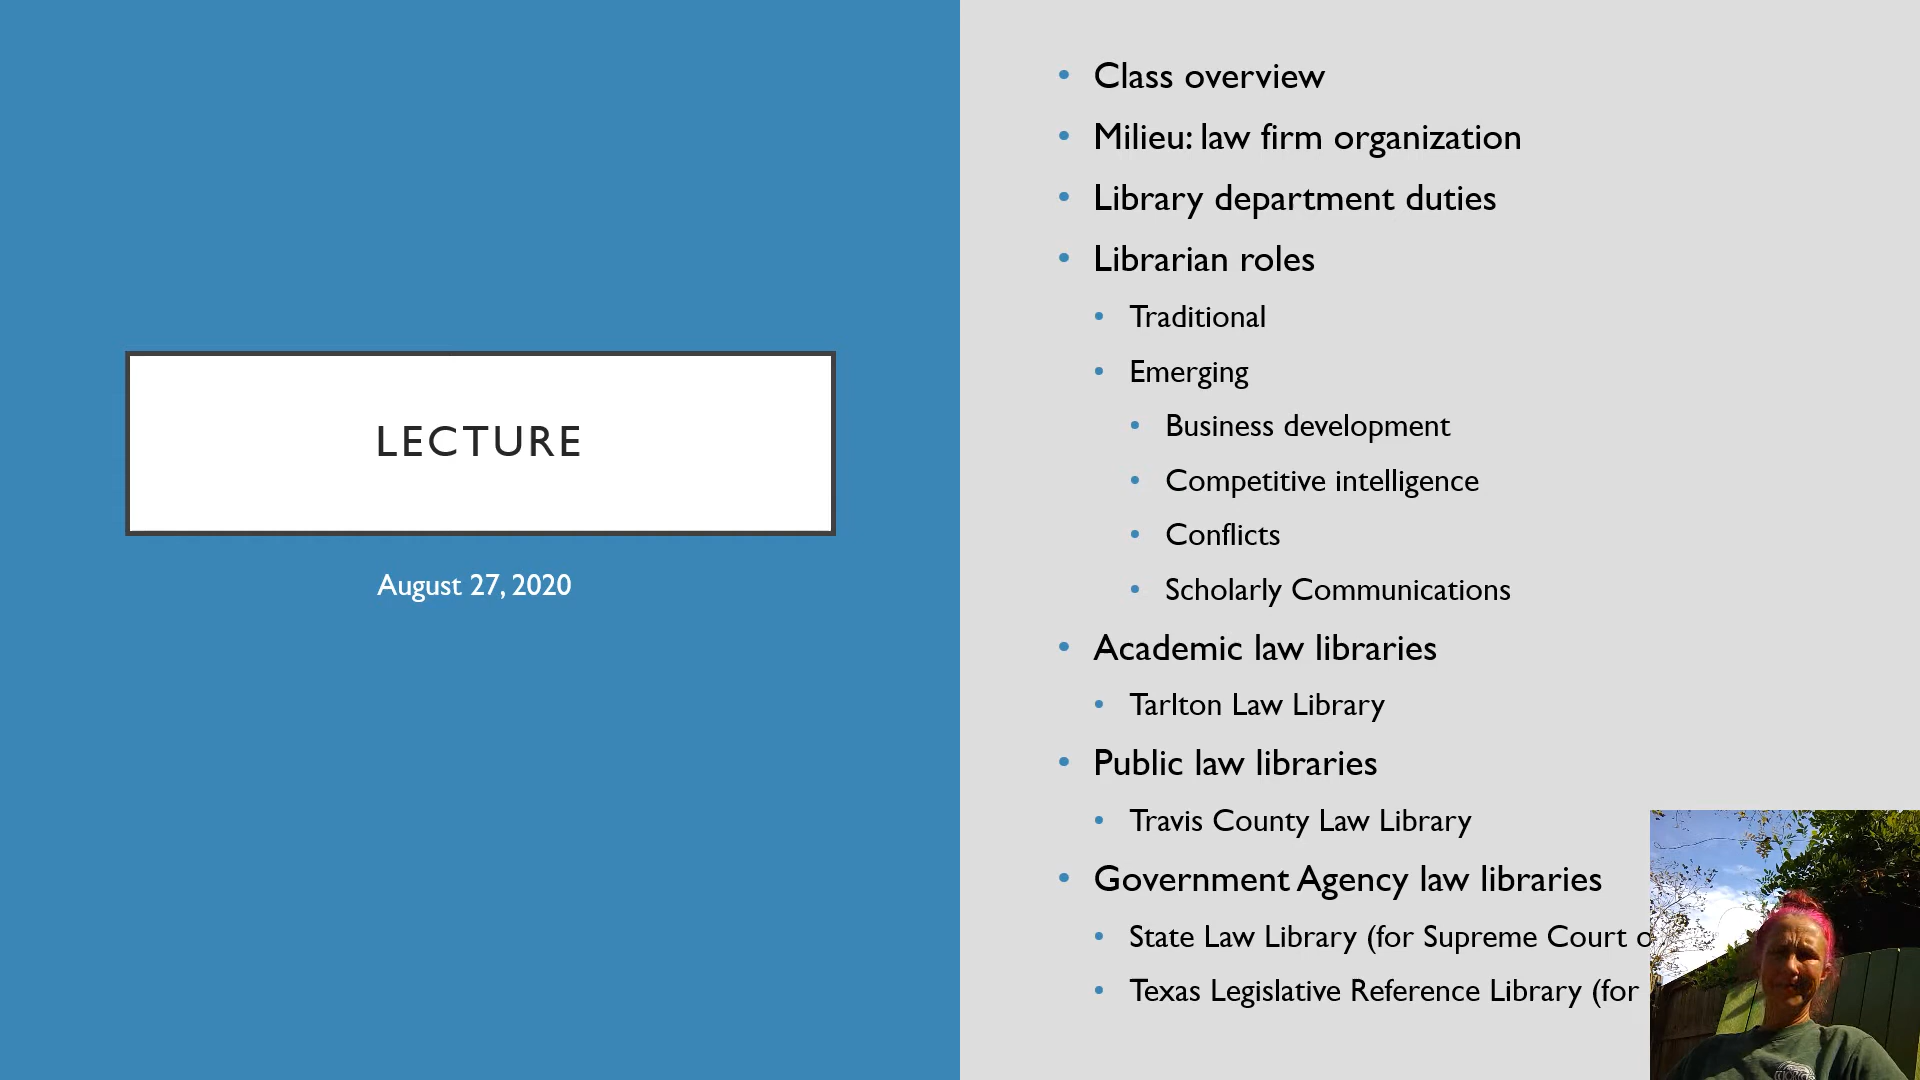 LECTURE
August 27, 2020
• Class overview
• Milieu: law firm organization
• Library department duties
• Librarian roles
• Traditional
• Emerging
• Business development
• Competitive intelligence
• Conflicts
• Scholarly Communications
• Academic law libraries
• Tarlton Law Library
• Public law libraries
• Travis County Law Library
• Government Agency law libraries
• State Law Library (for Supreme Court
• Texas Legislative Reference Library (for